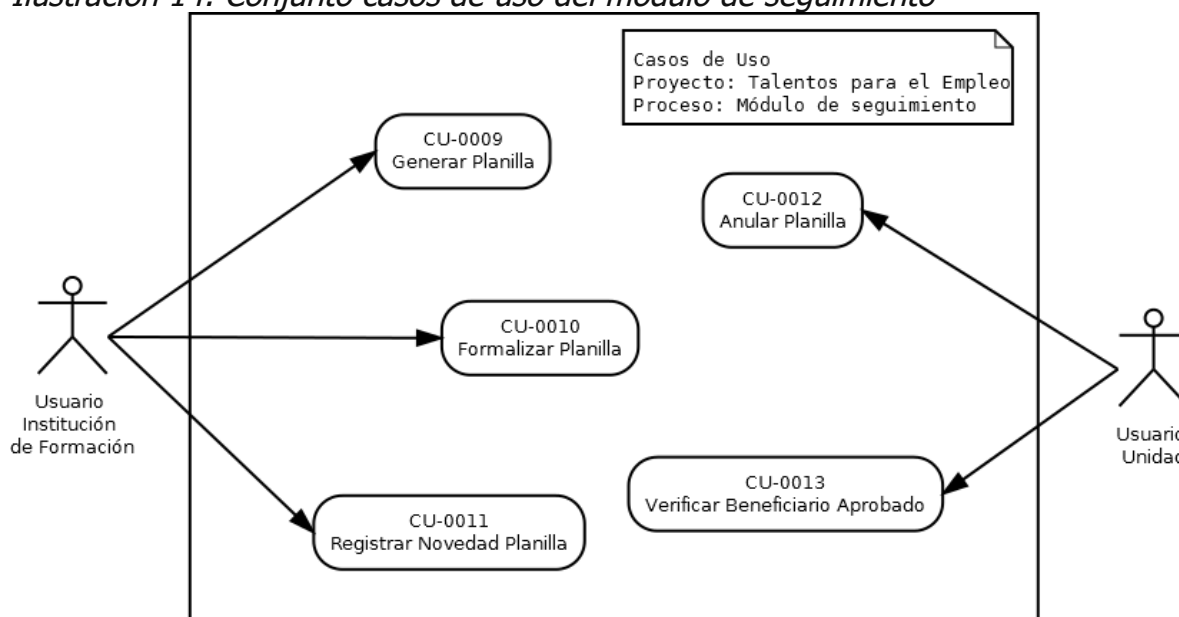 Ilustración 14. Conjunto casos de uso del módulo de seguimiento
Casos de Uso
Proyecto: Talentos para el Empleo
Proceso: Módulo de seguimiento
CU-0009
Generar Planilla
CU-0012
Anular Planilla
CU-0010
Formalizar Planilla
Usuario
Institución
de Formación
Usuario
Unidad
CU-0013
Verificar Beneficiario Aprobado
CU-0011
Registrar Novedad Planilla